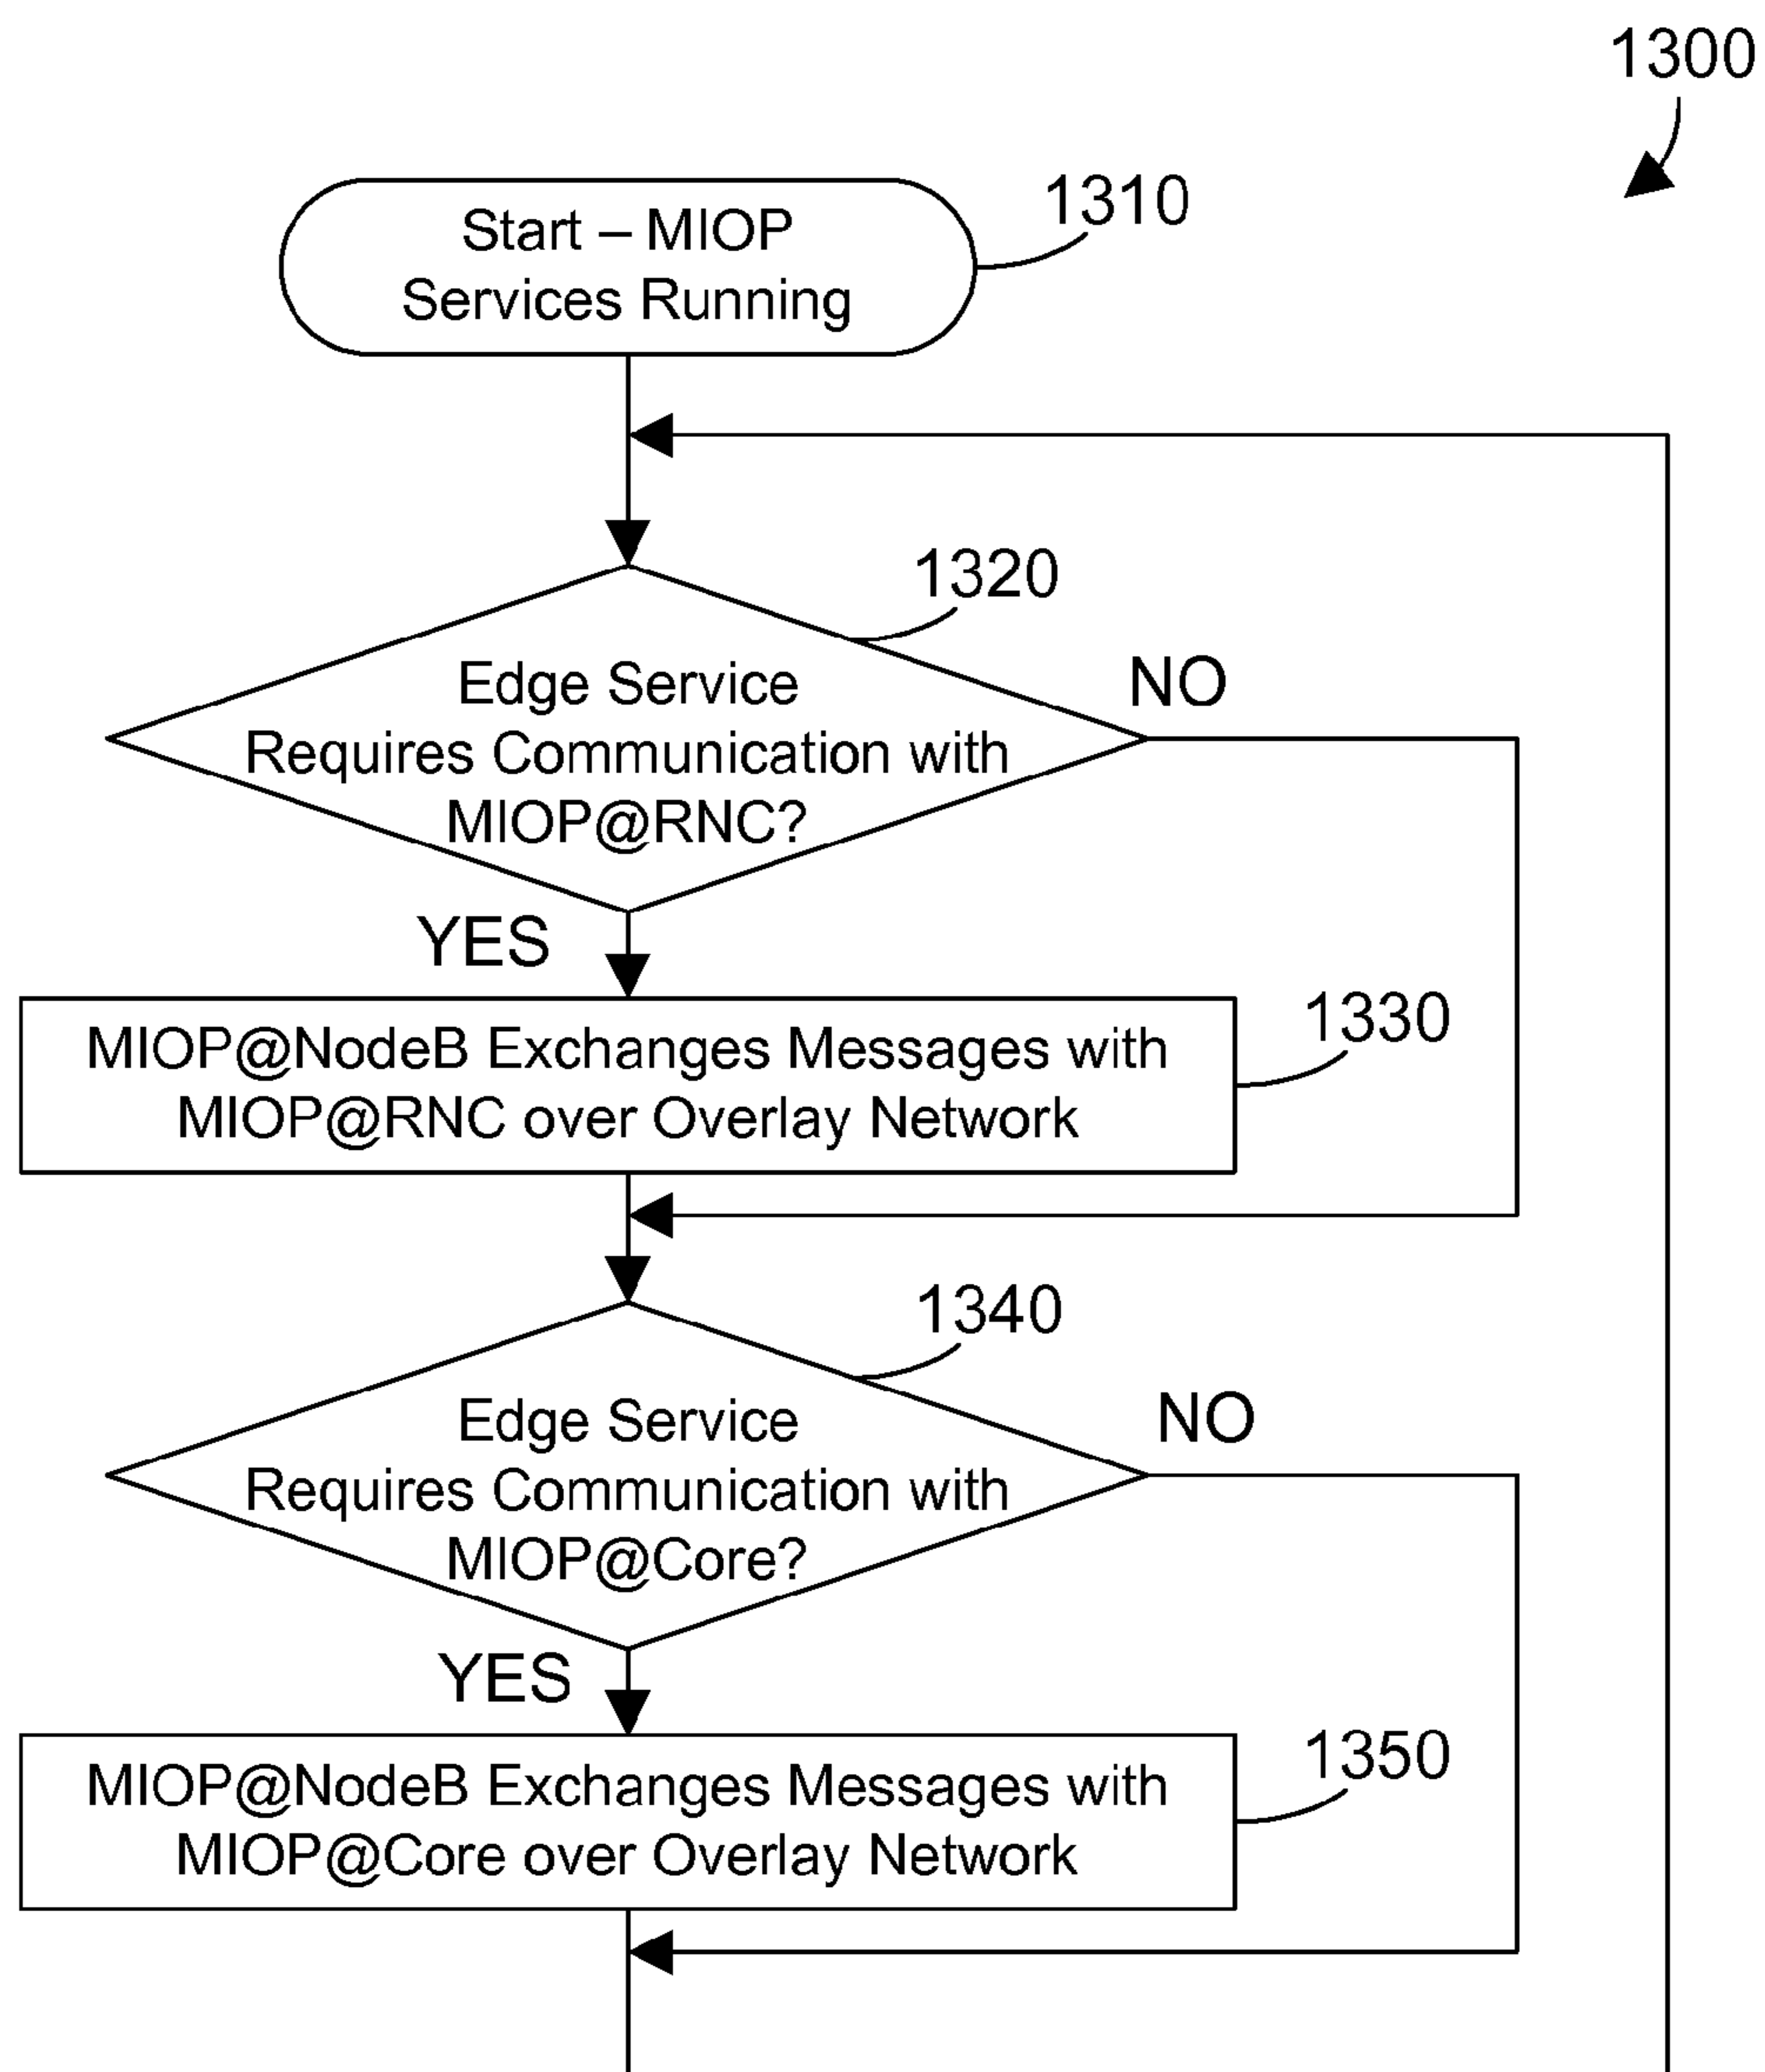 1300
1310
Start – MIOP
Services Running
1320
Edge Service
Requires Communication with
MIOP@RNC?
NO
YES
1330
MIOP@NodeB Exchanges Messages with
MIOP@RNC over Overlay Network
1340
Edge Service
Requires Communication with
MIOP@Core?
NO
YES
1350
MIOP@NodeB Exchanges Messages with
MIOP@Core over Overlay Network